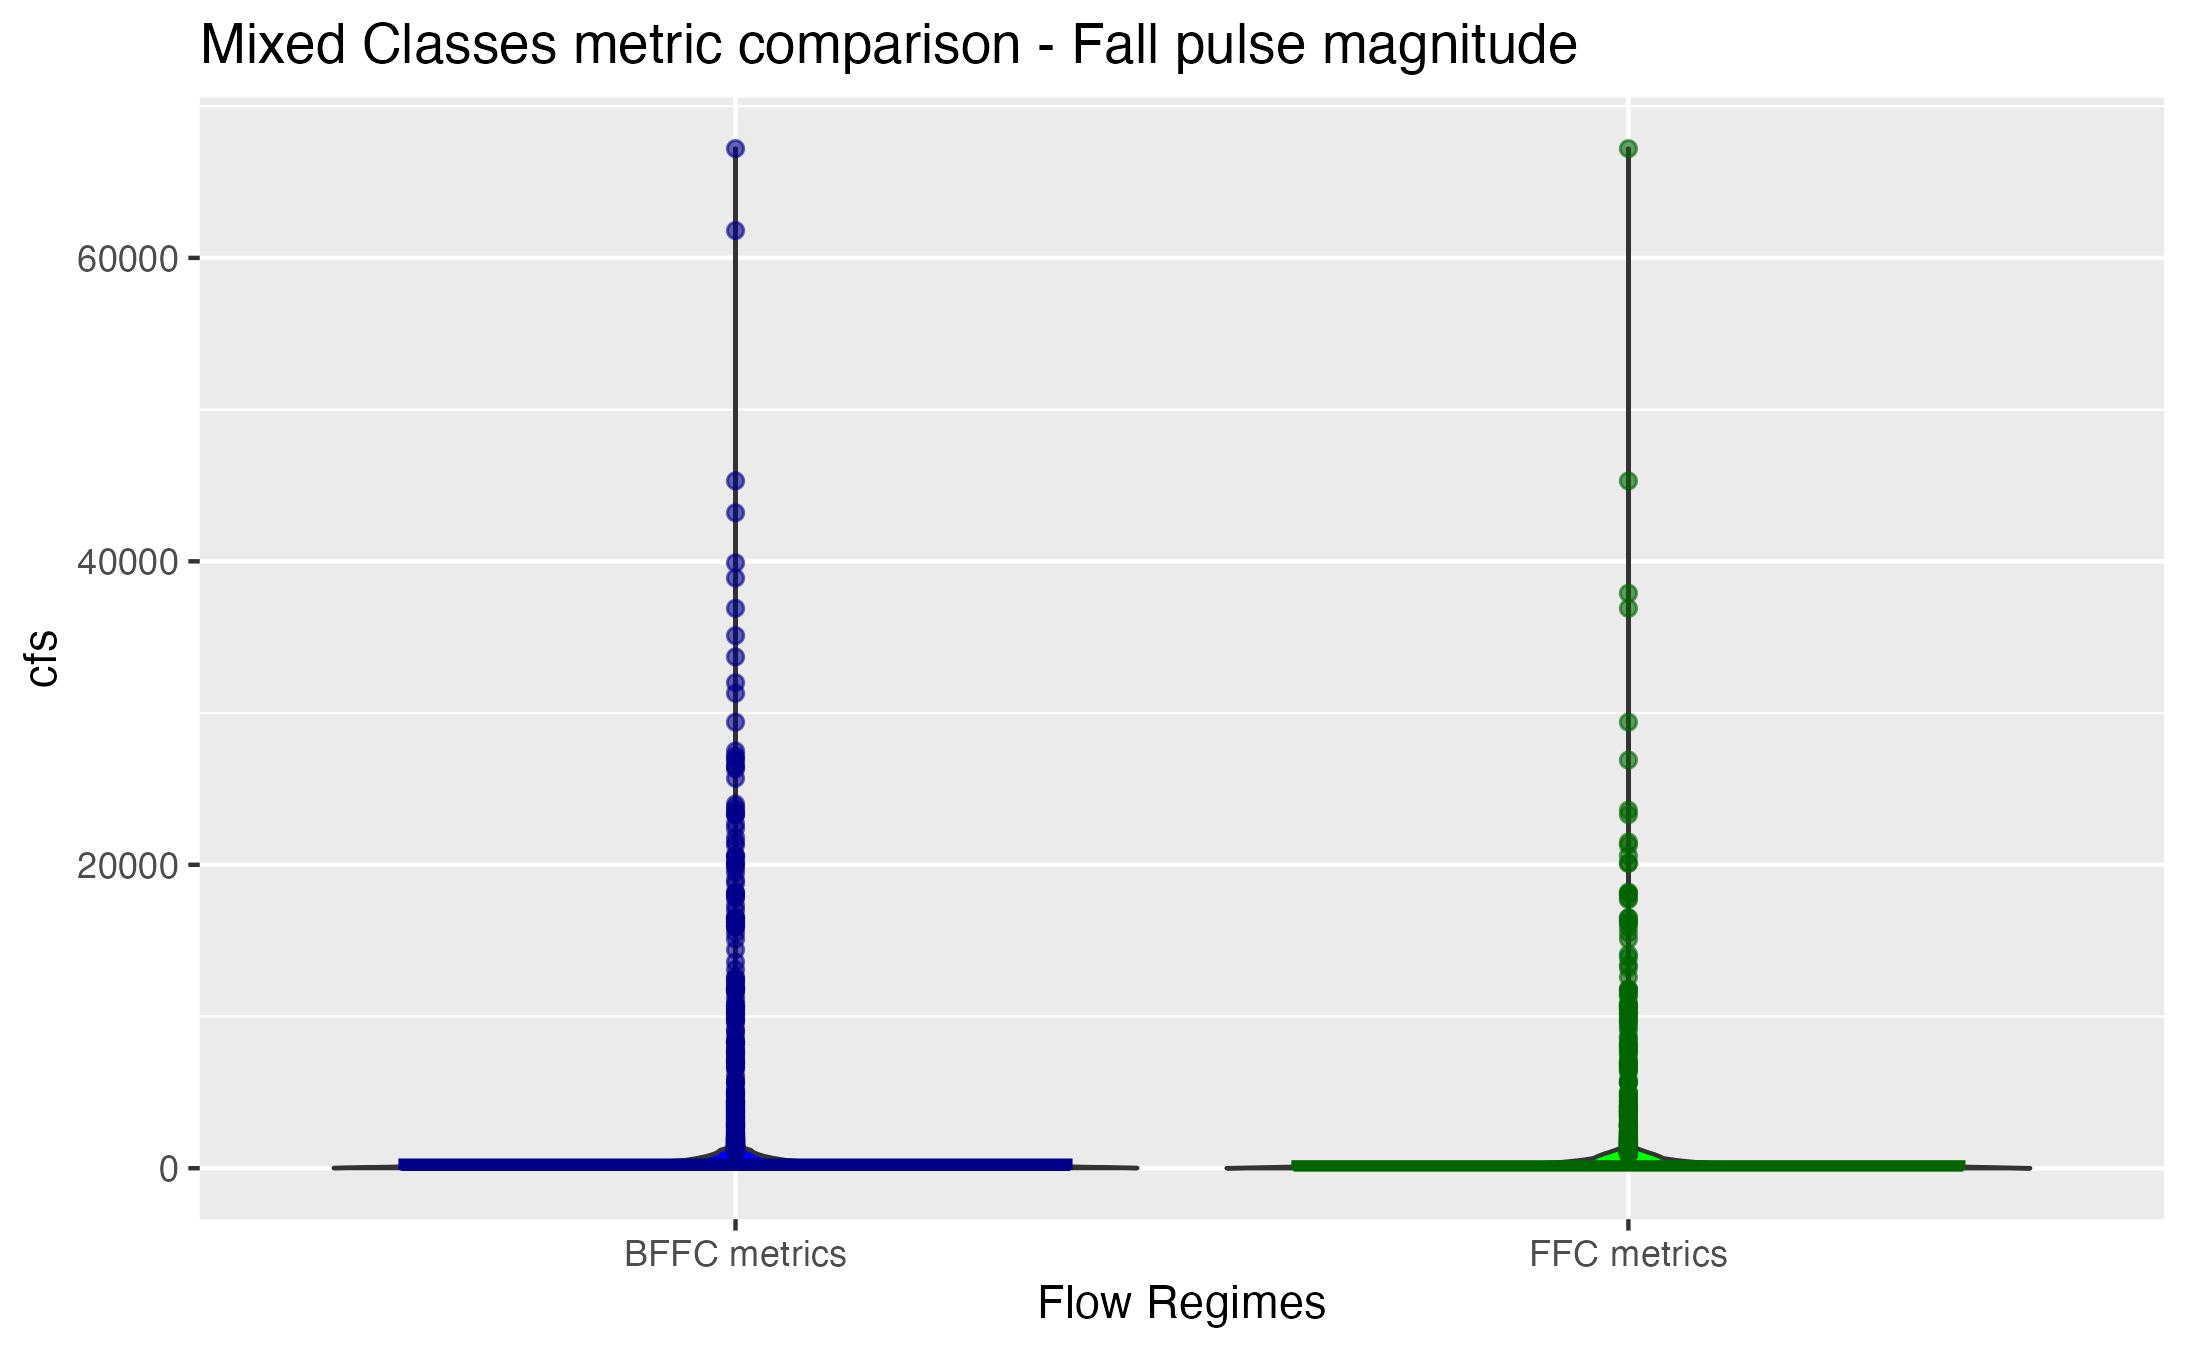 Mixed Classes metric comparison - Fall pulse magnitude
60000
40000
20000
0
cfs
BFFC metrics
FFC metrics
Flow Regimes